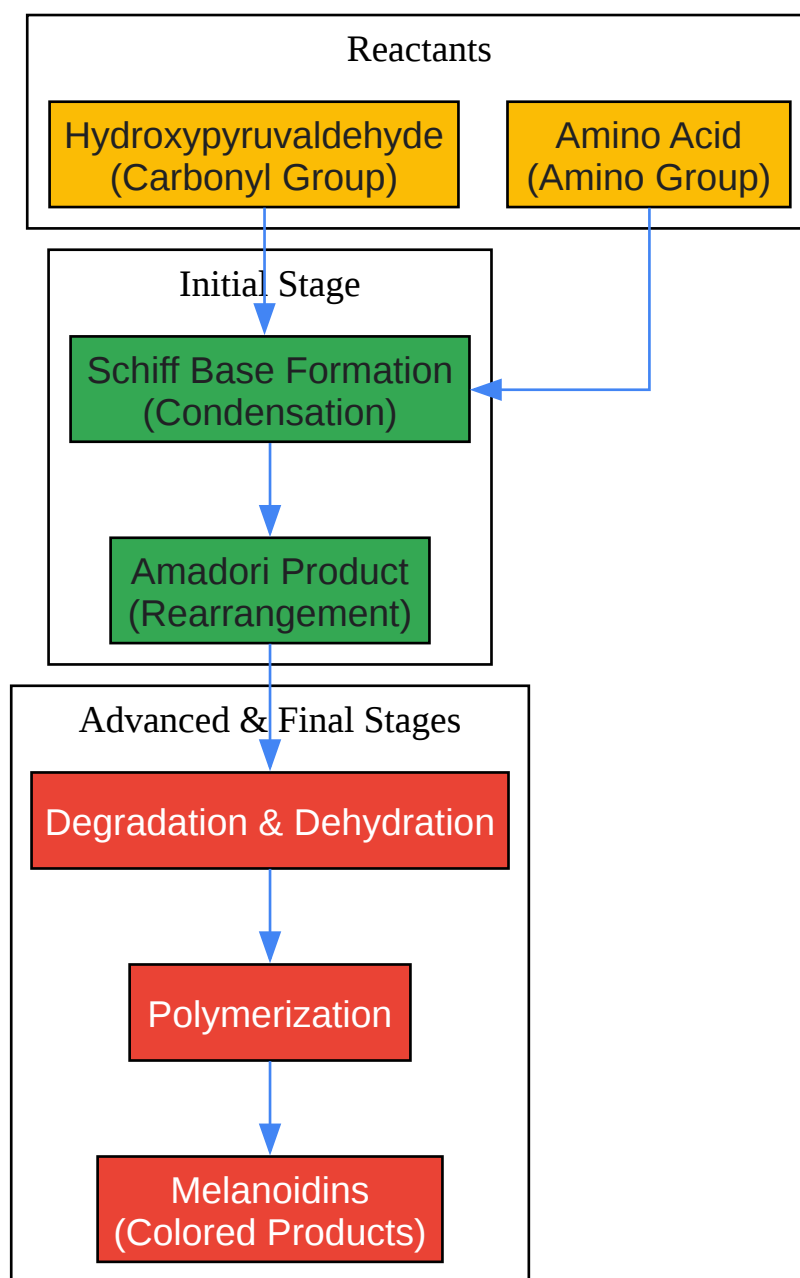 Reactants
Hydroxypyruvaldehyde
(Carbonyl Group)
Amino Acid
(Amino Group)
Initial Stage
Schiff Base Formation
(Condensation)
Amadori Product
(Rearrangement)
Advanced & Final Stages
Degradation & Dehydration
Polymerization
Melanoidins
(Colored Products)